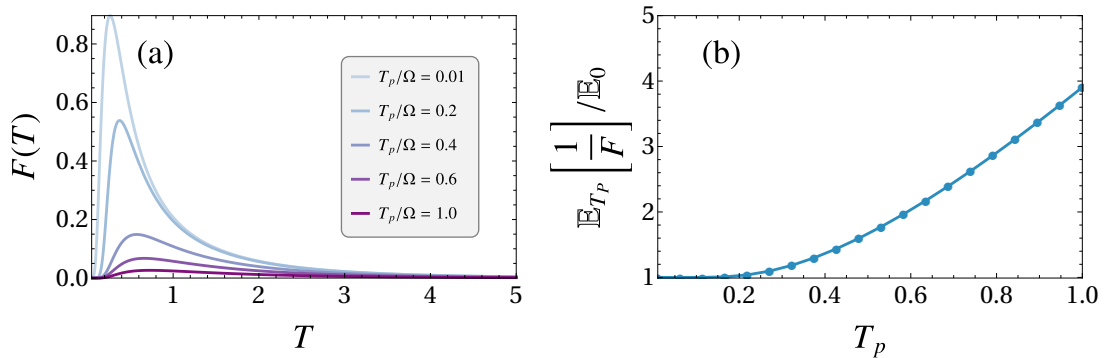 (a)
F(T)
0.8
0.6
0.4
0.2
0.0
1
2
3
4
5
T
T_p/Ω = 0.01
T_p/Ω = 0.2
T_p/Ω = 0.4
T_p/Ω = 0.6
T_p/Ω = 1.0
(b)
𝔼_{T_P} [1/F] /𝔼_0
5
4
3
2
1
0.2
0.4
0.6
0.8
1.0
T_p